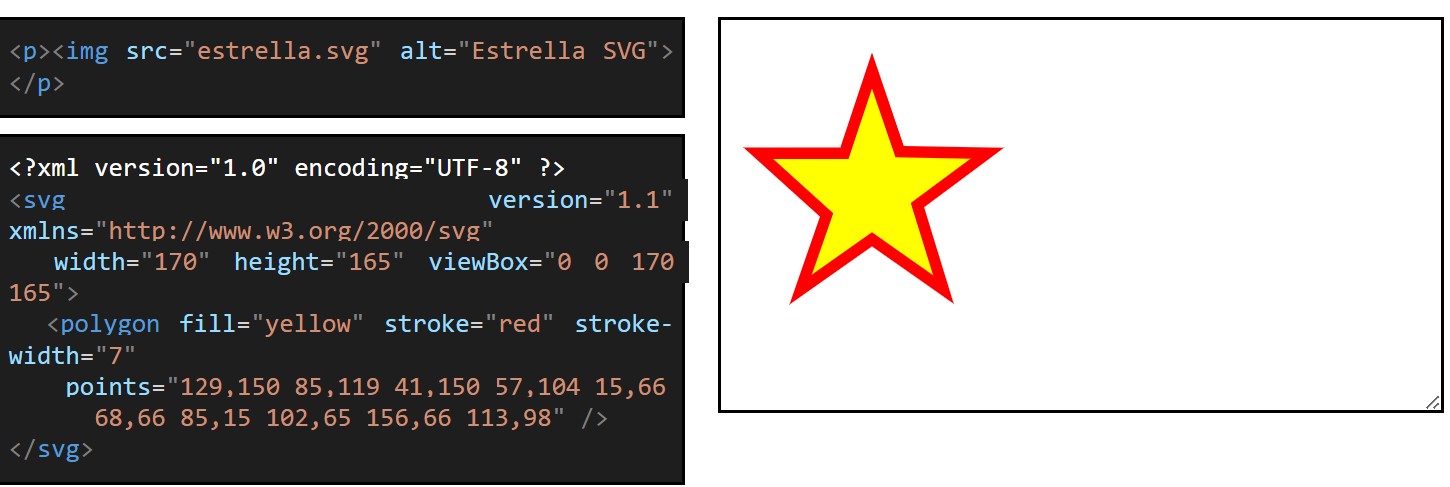 <p><img src="estrella.svg" alt="Estrella SVG">
</p>
<?xml version="1.0" encoding="UTF-8" ?>
<svg version="1.1"
xmlns="http://www.w3.org/2000/svg"
width="170" height="165" viewBox="0 0 170
165">
<polygon fill="yellow" stroke="red" stroke-
width="7"
points="129,150 85,119 41,150 57,104 15,66
68,66 85,15 102,65 156,66 113,98" />
</svg>